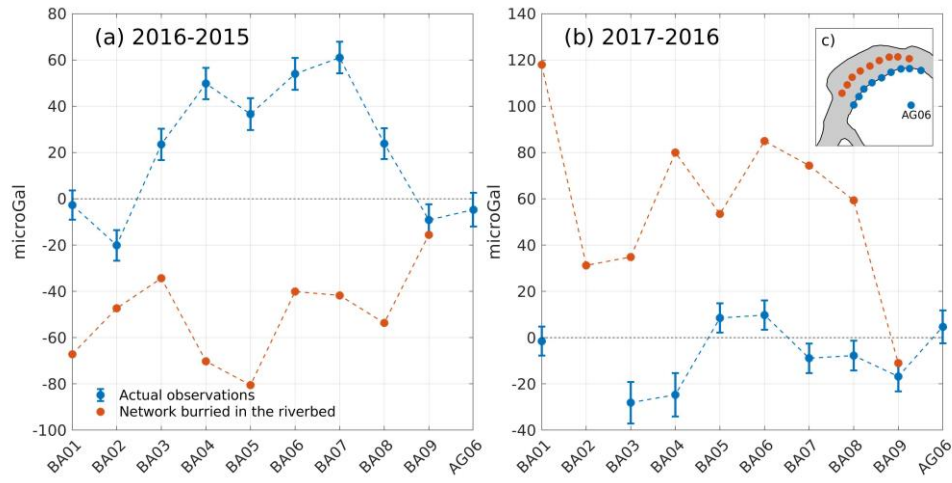 (a) 2016-2015
microGal
80
60
40
20
0
-20
-40
-60
-80
-100
Actual observations
Network burried in the riverbed
BA01
BA02
BA03
BA04
BA05
BA06
BA07
BA08
BA09
AG06
(b) 2017-2016
c)
AG06
microGal
140
120
100
80
60
40
20
0
-20
-40
BA01
BA02
BA03
BA04
BA05
BA06
BA07
BA08
BA09
AG06